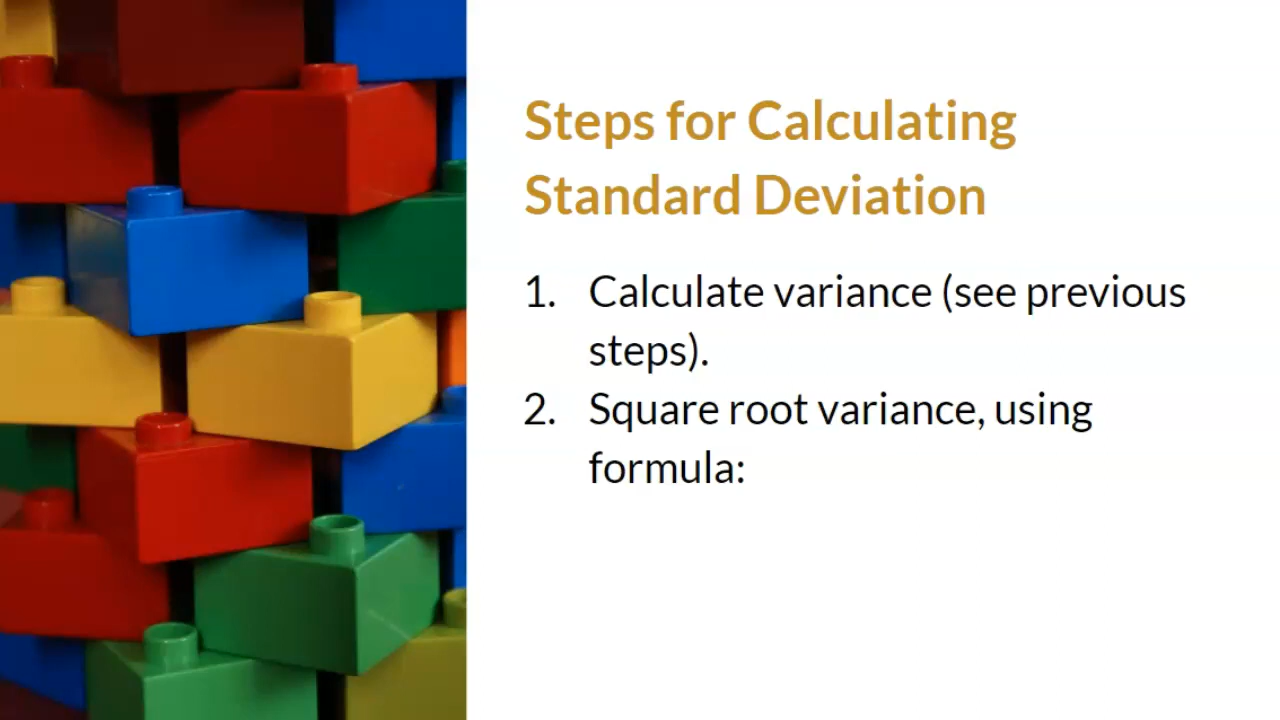 Steps for Calculating
Standard Deviation
1. Calculate variance (see previous
steps).
2. Square root variance, using
formula: